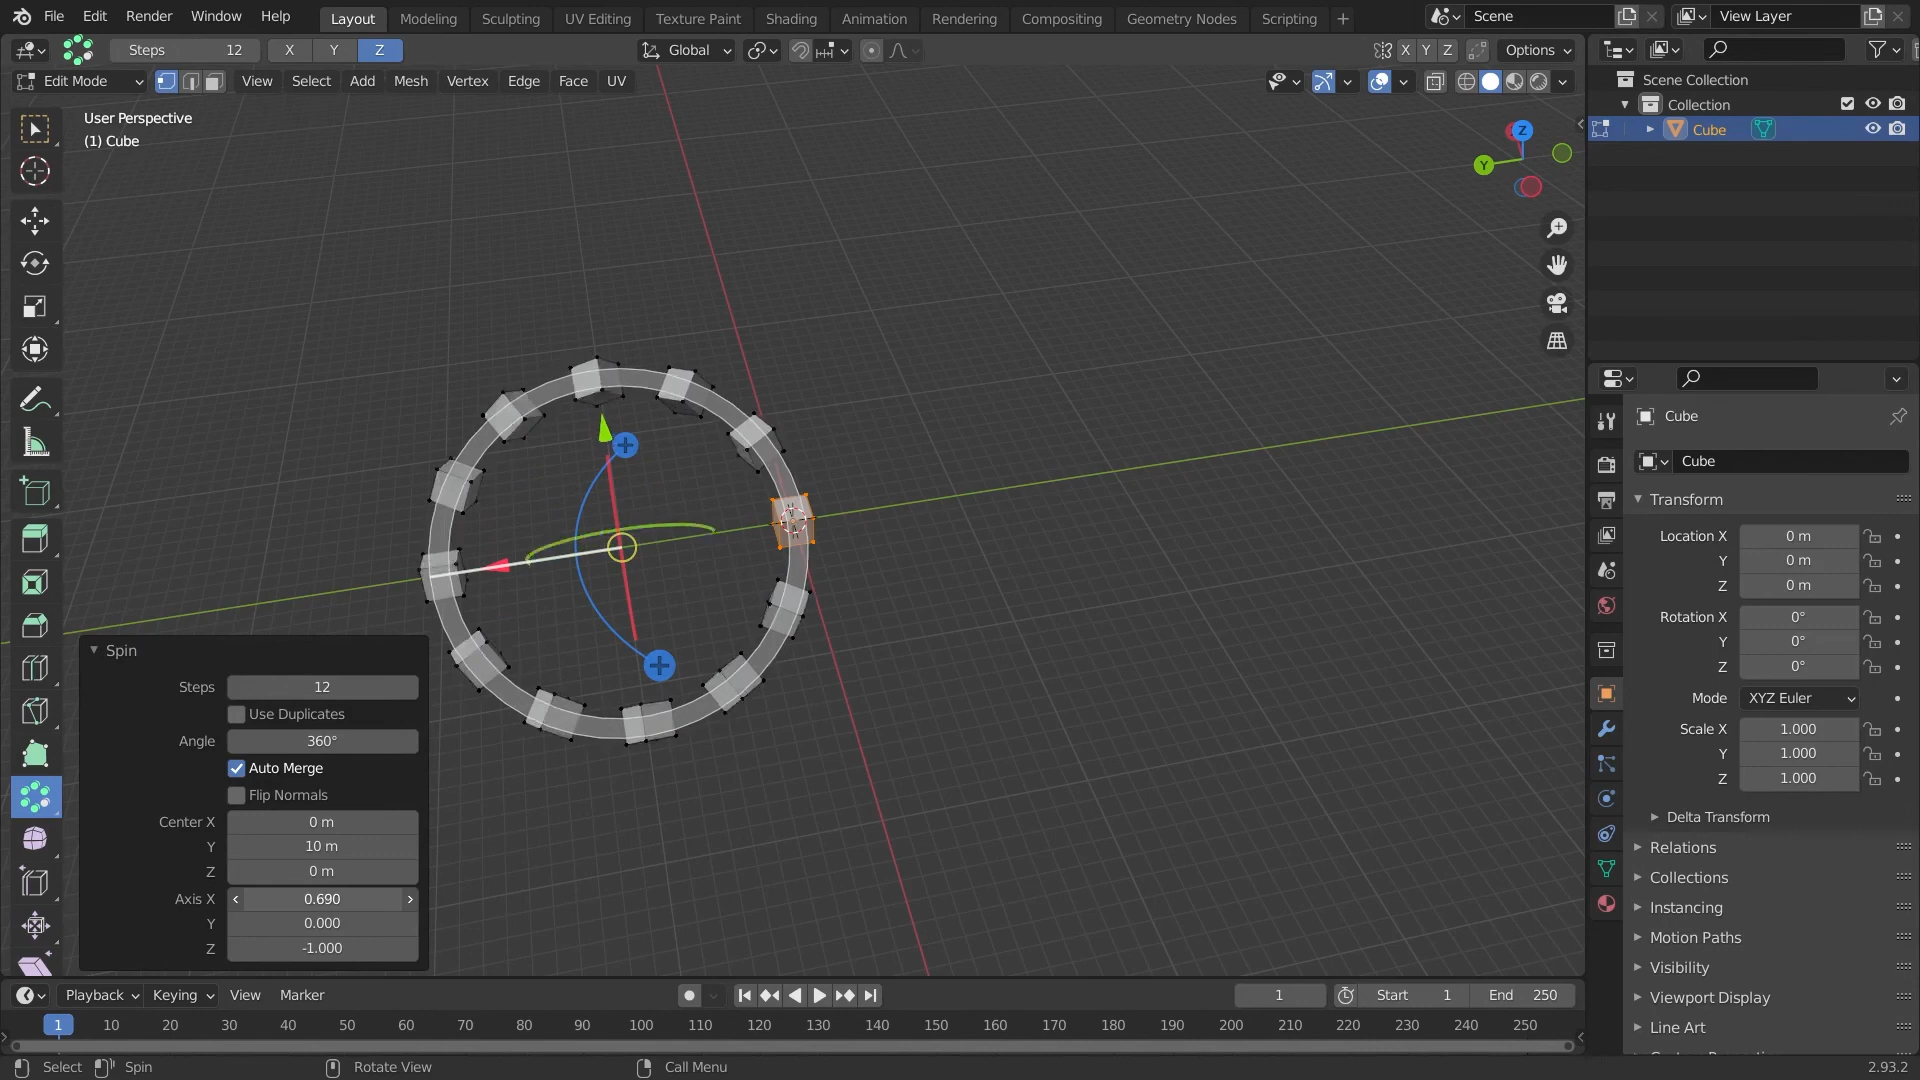 File Edit Render Window Help Layout Modeling Sculpting UV Editing Texture Paint Shading Animation Rendering Compositing Geometry Nodes Scripting + Scene View Layer
Steps 12 X Y Z Global X Y Z Options
Edit Mode View Select Add Mesh Vertex Edge Face UV
Scene Collection
Collection
Cube
User Perspective
(1) Cube
Z
Y
Cube
Cube
Transform
Location X 0 m
Y 0 m
Z 0 m
Rotation X 0°
Y 0°
Z 0°
Mode XYZ Euler
Scale X 1.000
Y 1.000
Z 1.000
Delta Transform
Relations
Collections
Instancing
Motion Paths
Visibility
Viewport Display
Line Art
Spin
Steps 12
Use Duplicates
Angle 360°
Auto Merge
Flip Normals
Center X 0 m
Y 10 m
Z 0 m
Axis X 0.690
Y 0.000
Z -1.000
Playback Keying View Marker 1 Start 1 End 250
1 10 20 30 40 50 60 70 80 90 100 110 120 130 140 150 160 170 180 190 200 210 220 230 240 250
Select Spin Rotate View Call Menu 2.93.2